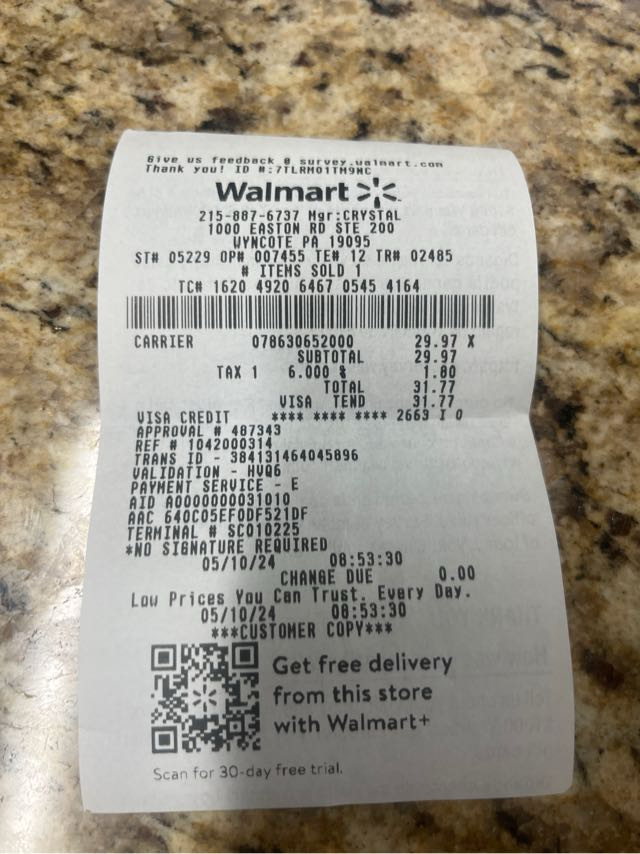 Give us feedback @ survey.walmart.com
Thank you! ID #:7TLRM01TM9NC
Walmart
215-887-6737 Mgr:CRYSTAL
1000 EASTON RD STE 200
WYNCOTE PA 19095
ST# 05229 OP# 007455 TE# 12 TR# 02485
# ITEMS SOLD 1
TC# 1620 4920 6467 0545 4164
CARRIER 078630652000 29.97 X
SUBTOTAL 29.97
TAX 1 6.000 % 1.80
TOTAL 31.77
VISA TEND 31.77
VISA CREDIT **** **** **** 2663 I 0
APPROVAL # 487343
REF # 1042000314
TRANS ID - 384131464045896
VALIDATION - HVQ6
PAYMENT SERVICE - E
AID A0000000031010
AAC 640C05EF0DF521DF
TERMINAL # SC010225
*NO SIGNATURE REQUIRED
05/10/24 08:53:30
CHANGE DUE 0.00
Low Prices You Can Trust. Every Day.
05/10/24 08:53:30
***CUSTOMER COPY***
Get free delivery
from this store
with Walmart+
Scan for 30-day free trial.